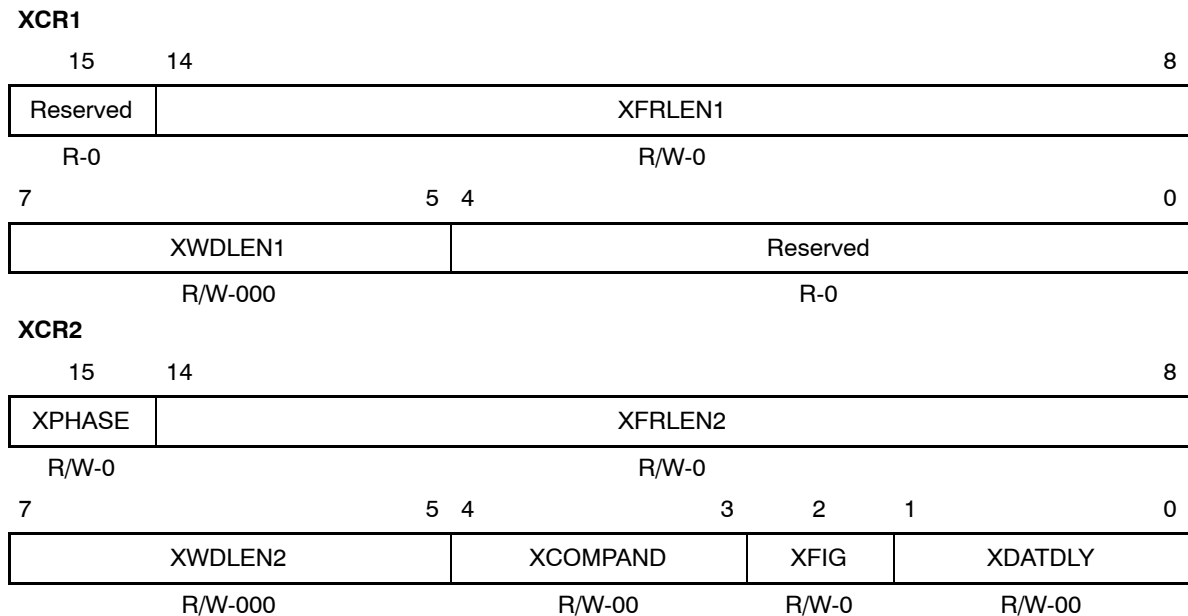 XCR1
15 14 8
Reserved XFRLEN1
R-0 R/W-0
7 5 4 0
XWDLEN1 Reserved
R/W-000 R-0
XCR2
15 14 8
XPHASE XFRLEN2
R/W-0 R/W-0
7 5 4 3 2 1 0
XWDLEN2 XCOMPAND XFIG XDATDLY
R/W-000 R/W-00 R/W-0 R/W-00